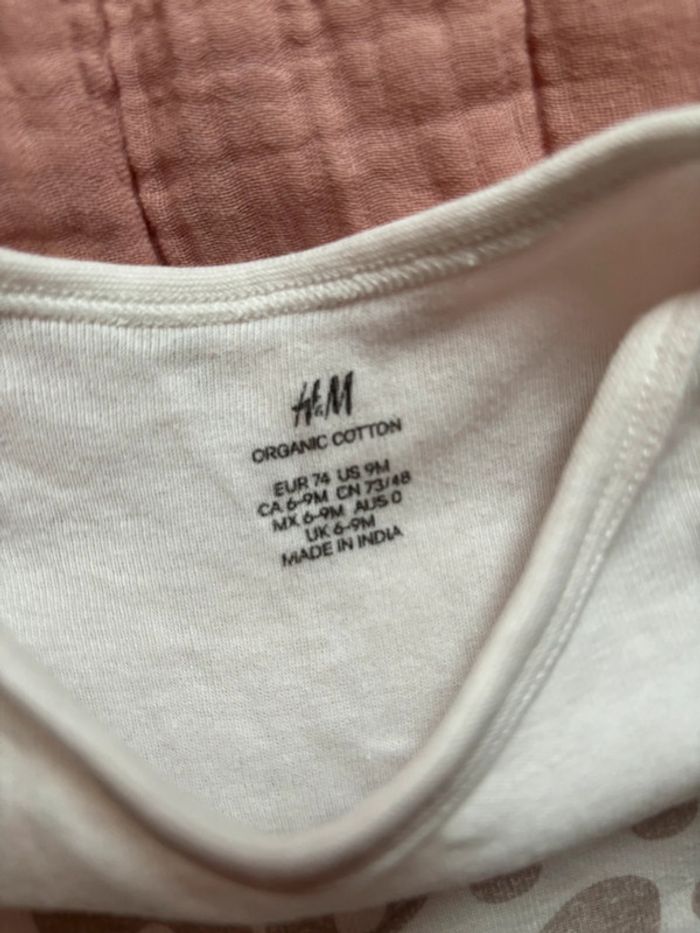 H&M
ORGANIC COTTON
EUR 74 US 9M
CA 6-9M CN 73/48
MX 6-9M AUS 0
UK 6-9M
MADE IN INDIA